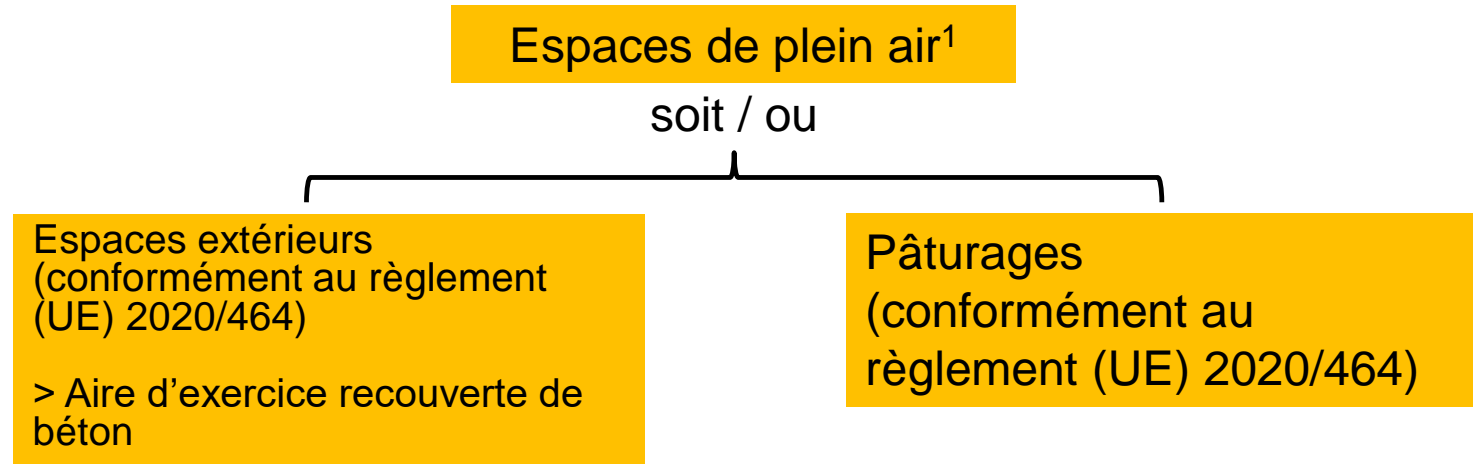 Espaces de plein air¹
soit / ou
Espaces extérieurs
(conformément au règlement
(UE) 2020/464)
> Aire d’exercice recouverte de
béton
Pâturages
(conformément au
règlement (UE) 2020/464)